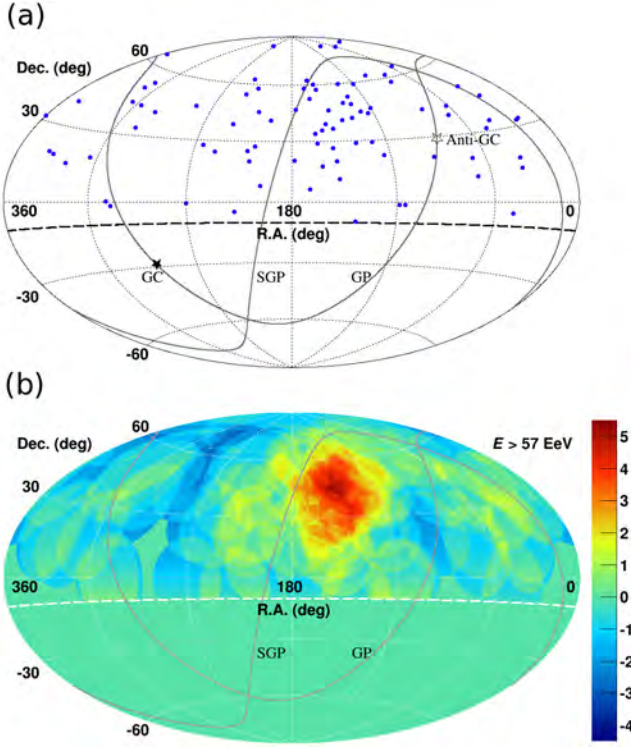 (a)
60
Dec. (deg)
30
Anti-GC
360
180
0
R.A. (deg)
GC
SGP
GP
-30
-60
(b)
60
Dec. (deg)
E > 57 EeV
5
4
30
3
2
1
360
180
0
0
R.A. (deg)
-1
SGP
GP
-2
-30
-3
-60
-4